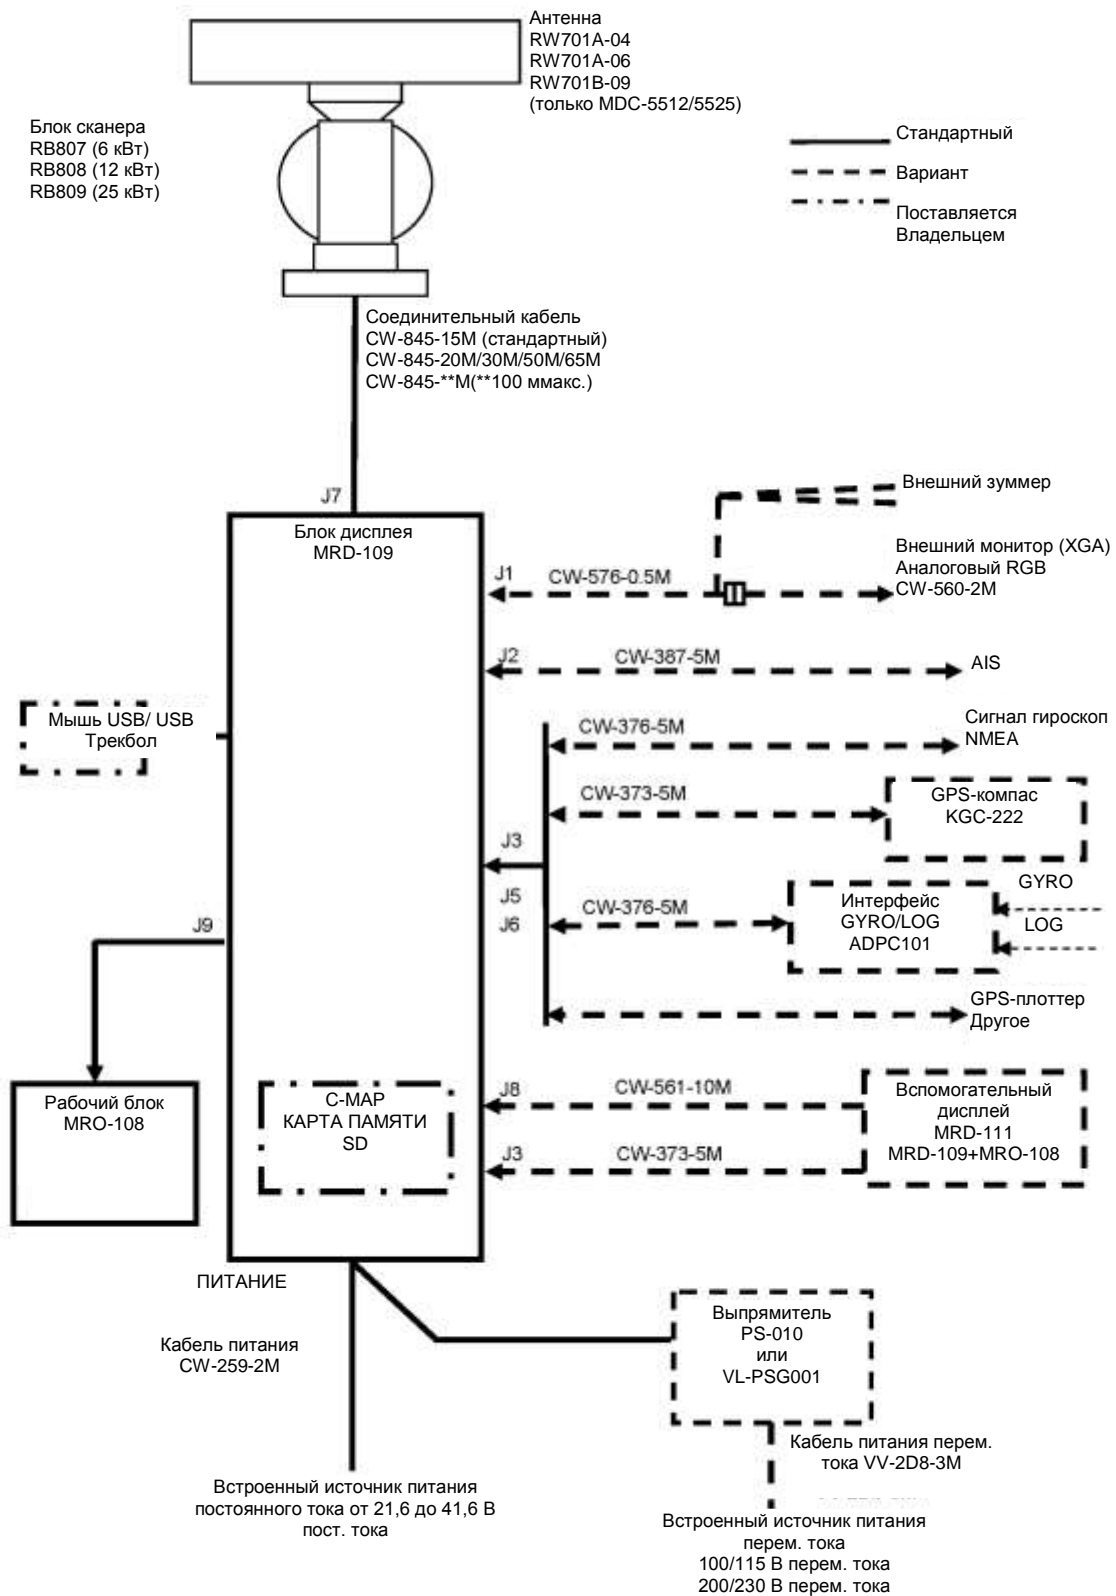 Антенна
RW701A-04
RW701A-06
RW701B-09
(только MDC-5512/5525)
Блок сканера
RB807 (6 кВт)
RB808 (12 кВт)
RB809 (25 кВт)
Стандартный
Вариант
Поставляется
Владельцем
Соединительный кабель
CW-845-15M (стандартный)
CW-845-20M/30M/50M/65M
CW-845-**M(**100 ммакс.)
J7
Блок дисплея
MRD-109
Внешний зуммер
J1
CW-576-0.5M
Внешний монитор (XGA)
Аналоговый RGB
CW-560-2M
J2
CW-387-5M
AIS
Мышь USB/ USB
Трекбол
CW-376-5M
Сигнал гироскоп
NMEA
CW-373-5M
GPS-компас
KGC-222
J3
J5
J6
CW-376-5M
Интерфейс
GYRO/LOG
ADPC101
GYRO
LOG
J9
GPS-плоттер
Другое
Рабочий блок
MRO-108
C-MAP
КАРТА ПАМЯТИ
SD
J8
CW-561-10M
J3
CW-373-5M
Вспомогательный
дисплей
MRD-111
MRD-109+MRO-108
ПИТАНИЕ
Кабель питания
CW-259-2M
Выпрямитель
PS-010
или
VL-PSG001
Кабель питания перем.
тока VV-2D8-3M
Встроенный источник питания
постоянного тока от 21,6 до 41,6 В
пост. тока
Встроенный источник питания
перем. тока
100/115 В перем. тока
200/230 В перем. тока